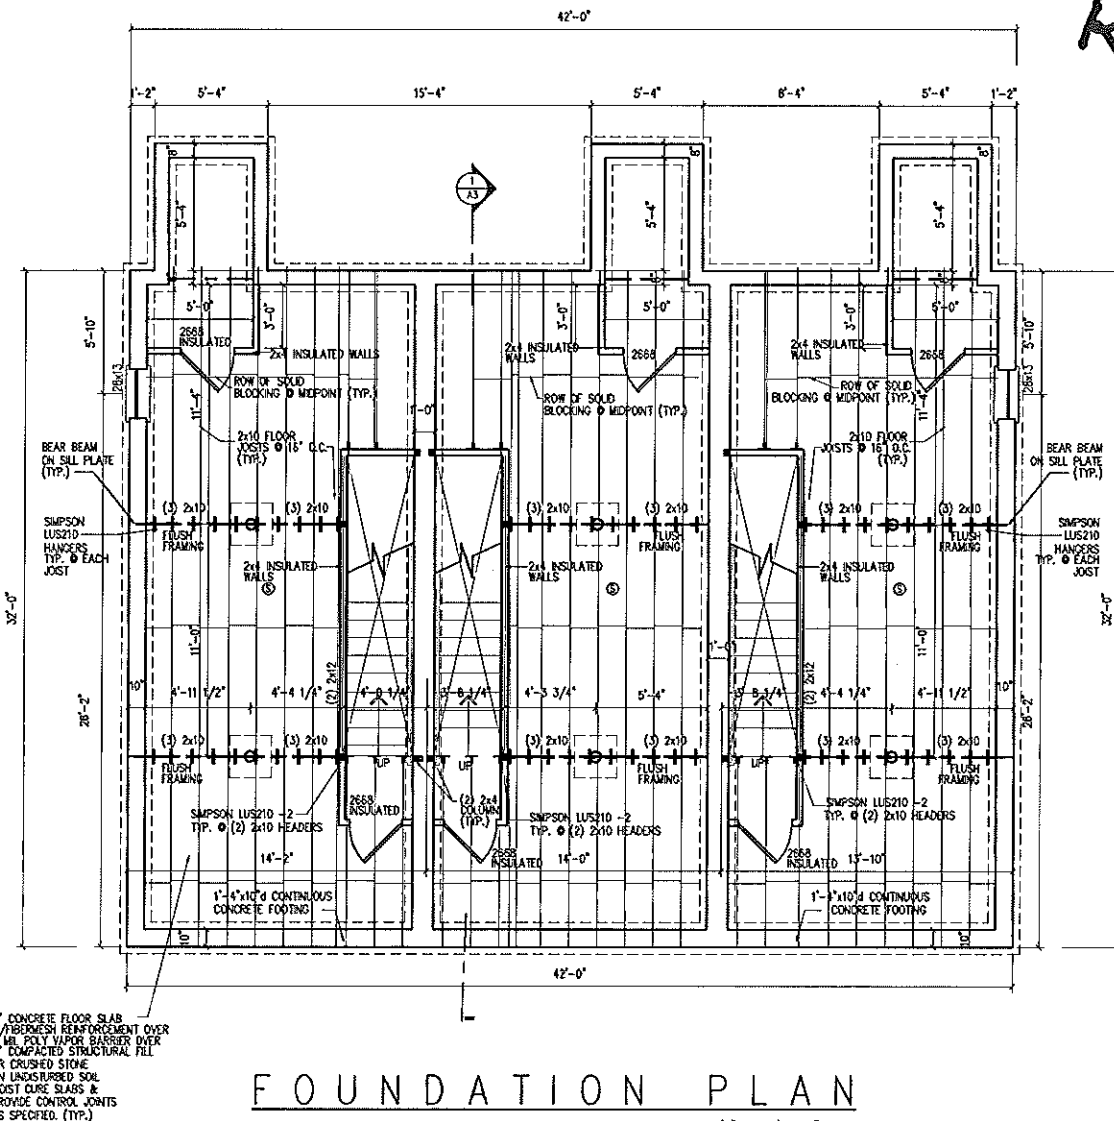 42'-0"
1'-2" 5'-4" 15'-4" 5'-4" 8'-4" 5'-4" 1'-2"
8" 8" 8"
1
A3
5'-4" 5'-4" 5'-4"
5'-0" 5'-0" 5'-0"
3'-0" 3'-0" 3'-0"
5'-10" 5'-10"
2668
INSULATED
2x4 INSULATED WALLS
2x4 INSULATED
WALLS
2668
2x4 INSULATED
WALLS
2668
ROW OF SOLID
BLOCKING @ MIDPOINT (TYP.)
ROW OF SOLID
BLOCKING @ MIDPOINT (TYP.)
ROW OF SOLID
BLOCKING @ MIDPOINT (TYP.)
11'-4" 11'-4"
1'-0"
2x10 FLOOR
JOISTS @ 16" O.C.
(TYP.)
2x10 FLOOR
JOISTS @ 16" O.C.
(TYP.)
BEAR BEAM
ON SILL PLATE
(TYP.)
BEAR BEAM
ON SILL PLATE
(TYP.)
(3) 2x10 (3) 2x10 (3) 2x10 (3) 2x10 (3) 2x10 (3) 2x10
FLUSH
FRAMING
FLUSH
FRAMING
FLUSH
FRAMING
SIMPSON
LUS210
HANGERS
TYP. @ EACH
JOIST
SIMPSON
LUS210
HANGERS
TYP. @ EACH
JOIST
2x4 INSULATED
WALLS
2x4 INSULATED
WALLS
2x4 INSULATED
WALLS
S S S
32'-0" 32'-0"
11'-0" 11'-0"
1'-0"
(2) 2x12 (2) 2x12
10" 10"
28'-2" 28'-2"
4'-11 1/2" 4'-4 1/4" 4'-0 1/4" 3'-8 1/4" 4'-3 3/4" 5'-4" 3'-8 3/4" 4'-4 1/4" 4'-11 1/2"
(3) 2x10 (3) 2x10 (3) 2x10 (3) 2x10 (3) 2x10 (3) 2x10
FLUSH
FRAMING
UP UP
FLUSH
FRAMING
UP
FLUSH
FRAMING
2668
INSULATED
(2) 2x4
COLUMN
(TYP.)
SIMPSON LUS210 -2
TYP. @ (2) 2x10 HEADERS
SIMPSON LUS210 -2
TYP. @ (2) 2x10 HEADERS
SIMPSON LUS210 -2
TYP. @ (2) 2x10 HEADERS
2668
INSULATED
2668
INSULATED
14'-2" 14'-0" 13'-10"
1'-4"x10"d CONTINUOUS
CONCRETE FOOTING
1'-4"x10"d CONTINUOUS
CONCRETE FOOTING
10" 10"
42'-0"
CONCRETE FLOOR SLAB
/FIBERMESH REINFORCEMENT OVER
MIL POLY VAPOR BARRIER OVER
COMPACTED STRUCTURAL FILL
R CRUSHED STONE
N UNDISTURBED SOIL
OIST CURE SLABS &
ROVIDE CONTROL JOINTS
S SPECIFIED. (TYP.)
FOUNDATION PLAN